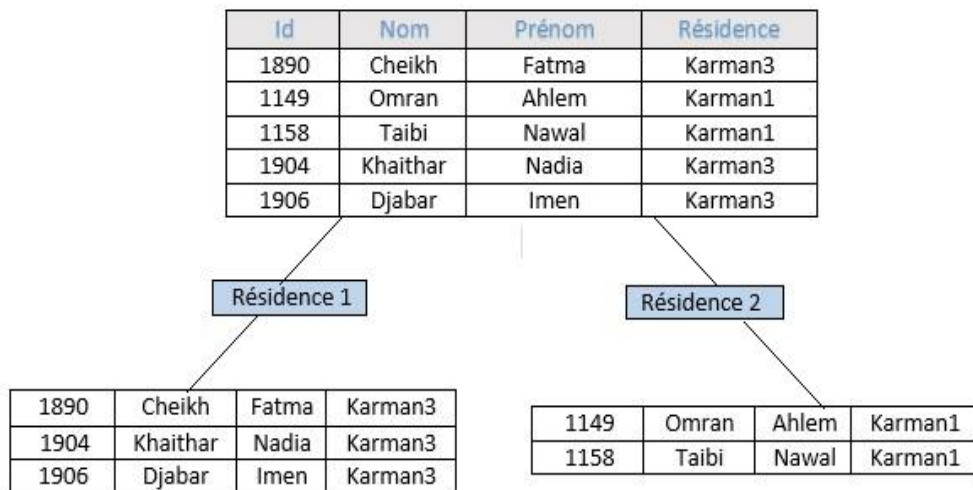 Id Nom Prénom Résidence
1890 Cheikh Fatma Karman3
1149 Omran Ahlem Karman1
1158 Taibi Nawal Karman1
1904 Khaithar Nadia Karman3
1906 Djabar Imen Karman3
Résidence 1 Résidence 2
1890 Cheikh Fatma Karman3
1904 Khaithar Nadia Karman3
1906 Djabar Imen Karman3
1149 Omran Ahlem Karman1
1158 Taibi Nawal Karman1